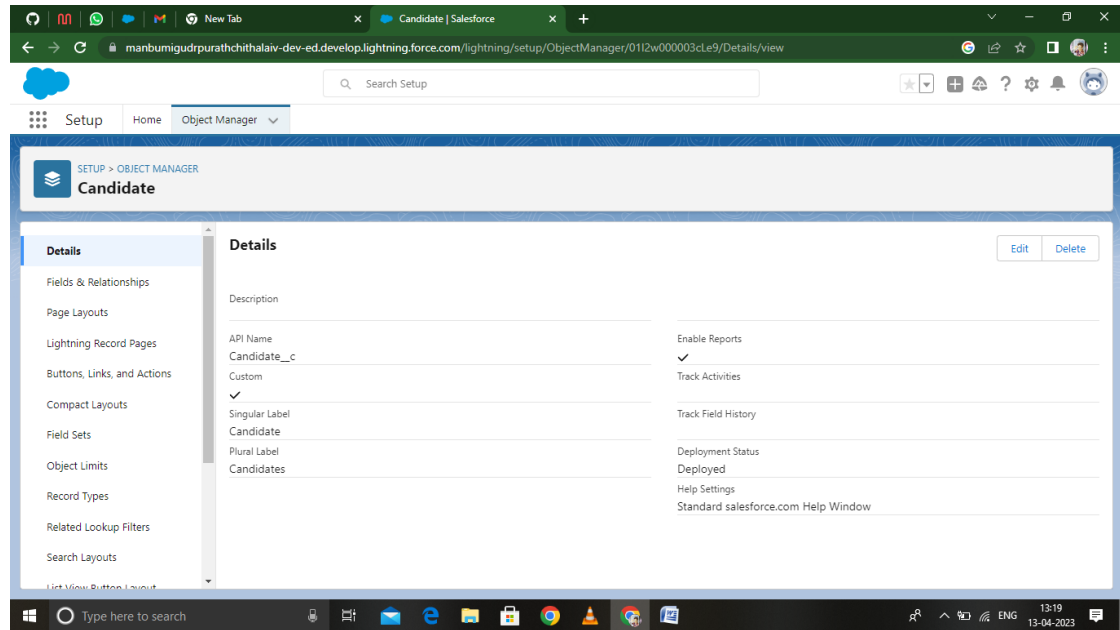 New Tab
Candidate | Salesforce
manbumigudrpurathchithalaiv-dev-ed.develop.lightning.force.com/lightning/setup/ObjectManager/01I2w000003cLe9/Details/view
Search Setup
Setup
Home
Object Manager
SETUP > OBJECT MANAGER
Candidate
Details
Fields & Relationships
Page Layouts
Lightning Record Pages
Buttons, Links, and Actions
Compact Layouts
Field Sets
Object Limits
Record Types
Related Lookup Filters
Search Layouts
List View Button Layout
Details
Edit
Delete
Description
API Name
Candidate__c
Custom
Singular Label
Candidate
Plural Label
Candidates
Enable Reports
Track Activities
Track Field History
Deployment Status
Deployed
Help Settings
Standard salesforce.com Help Window
Type here to search
ENG
13:19
13-04-2023